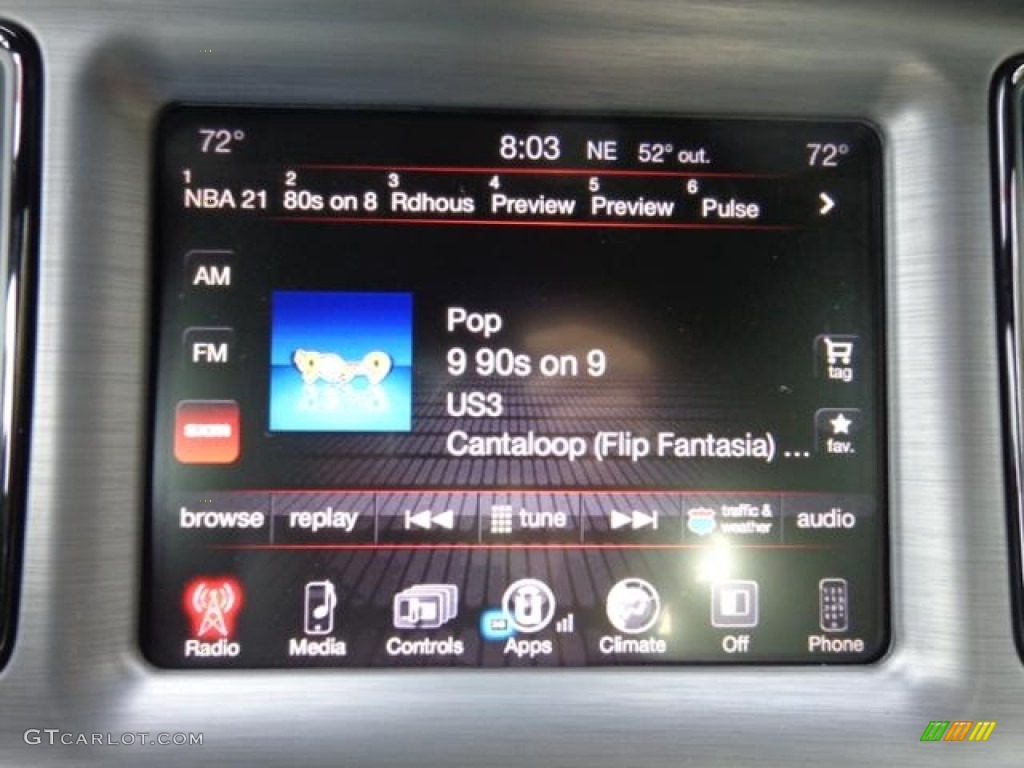 72° 8:03 NE 52° out. 72°
1 NBA 21 2 80s on 8 3 Rdhous 4 Preview 5 Preview 6 Pulse
AM
FM
sxm
Pop
9 90s on 9
US3
Cantaloop (Flip Fantasia) ...
tag
fav.
browse replay tune traffic & weather audio
Radio Media Controls Apps Climate Off Phone
GTCARLOT.COM